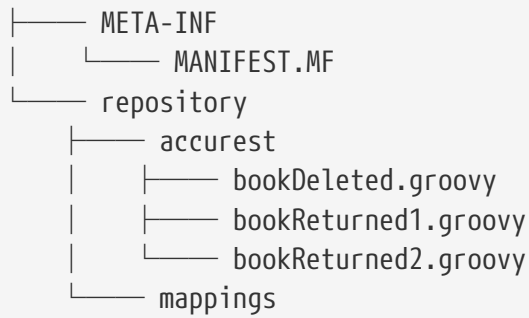 ├── META-INF
│   └── MANIFEST.MF
└── repository
    ├── accurest
    │   ├── bookDeleted.groovy
    │   ├── bookReturned1.groovy
    │   └── bookReturned2.groovy
    └── mappings